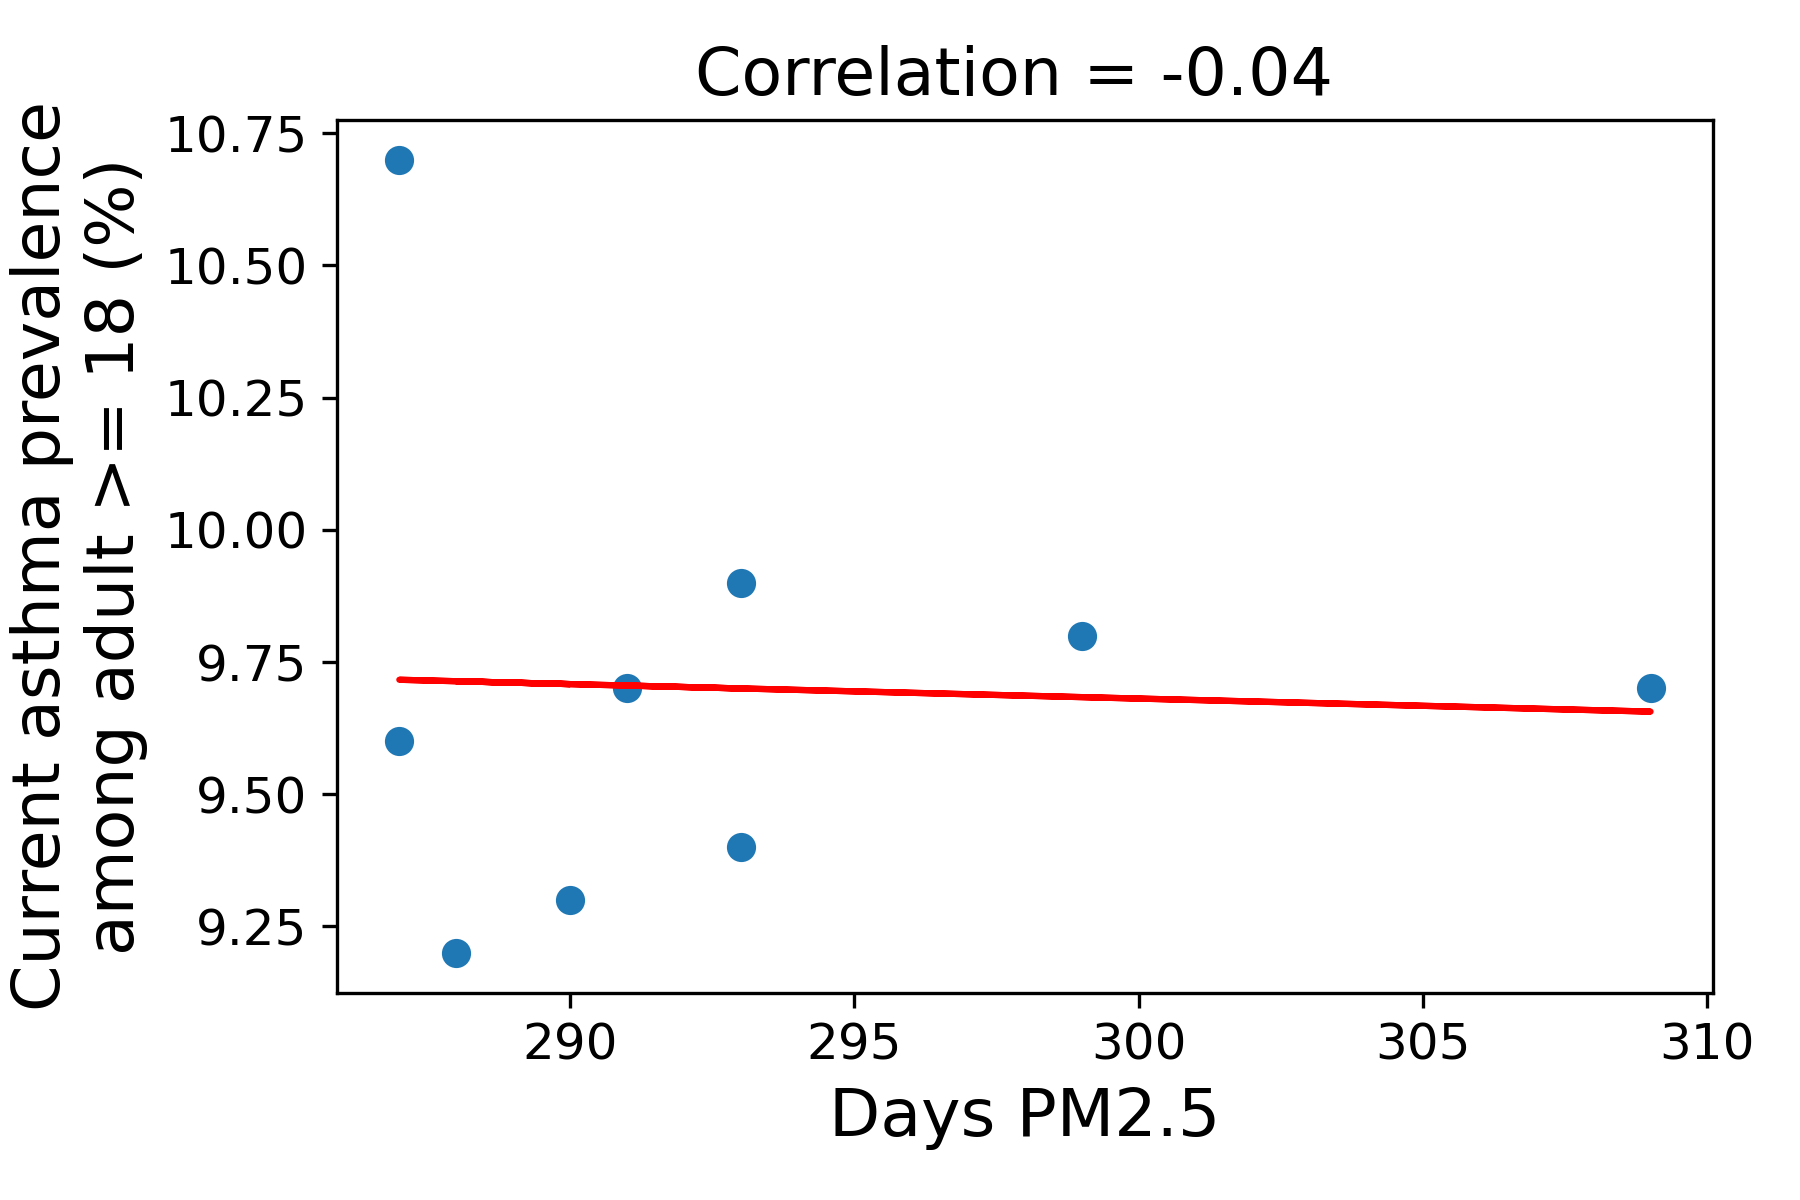 Correlation = -0.04
Current asthma prevalence
among adult >= 18 (%)
10.75
10.50
10.25
10.00
9.75
9.50
9.25
290 295 300 305 310
Days PM2.5